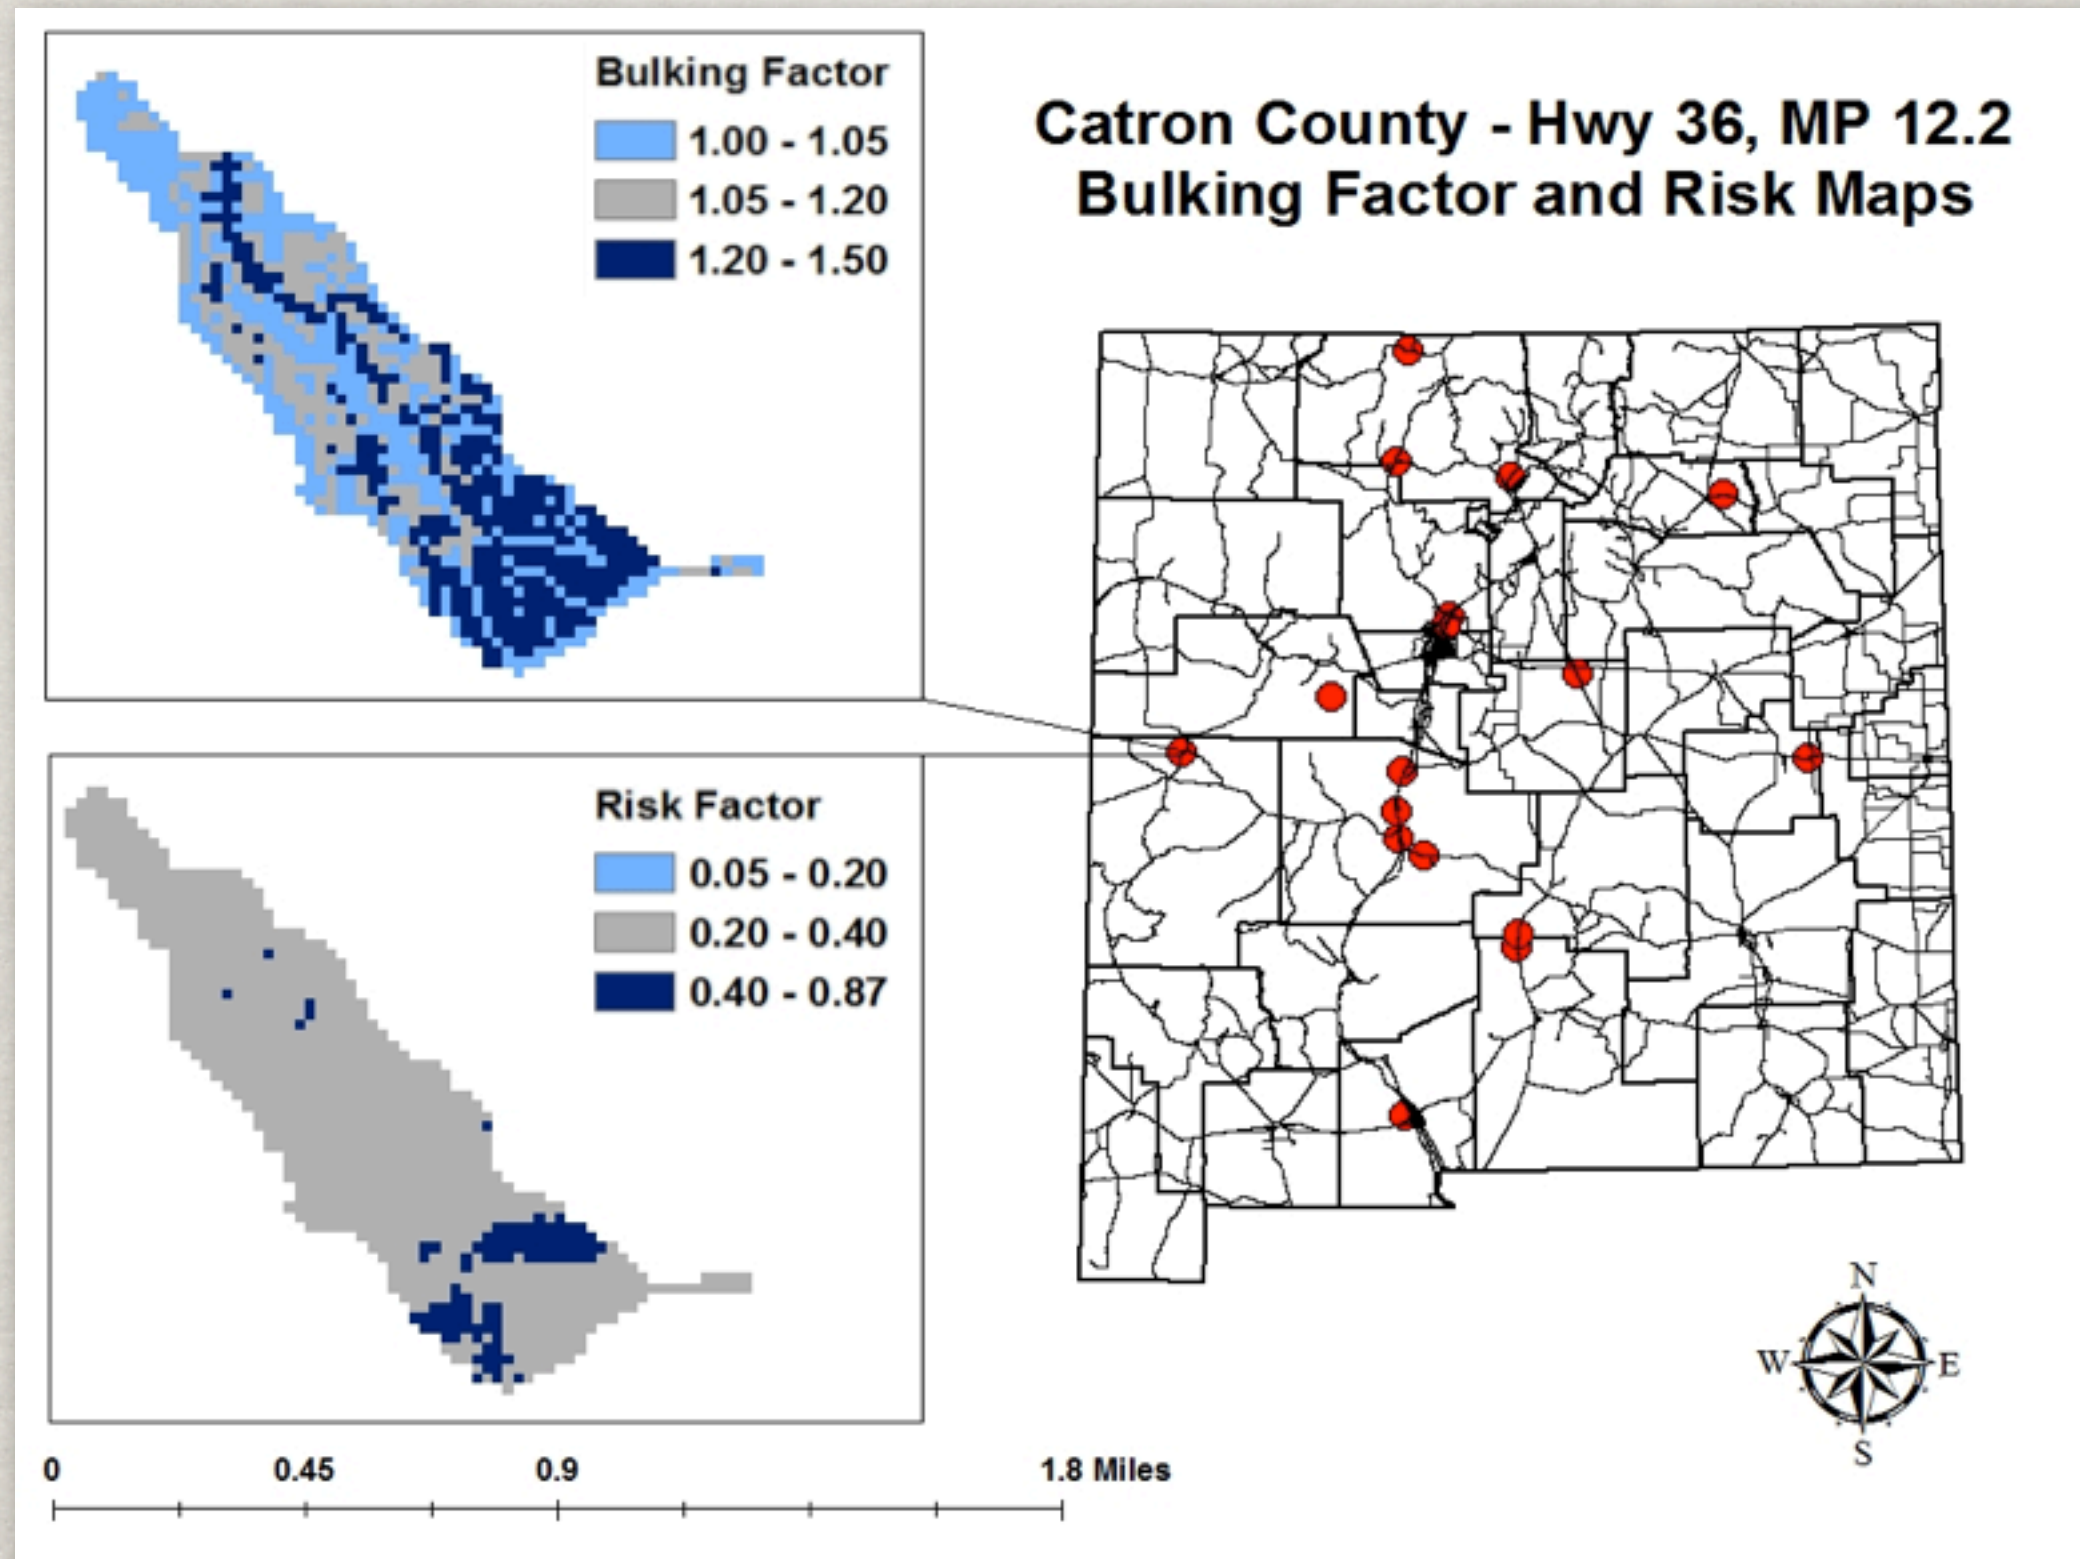 Catron County - Hwy 36, MP 12.2
Bulking Factor and Risk Maps
Bulking Factor
1.00 - 1.05
1.05 - 1.20
1.20 - 1.50
Risk Factor
0.05 - 0.20
0.20 - 0.40
0.40 - 0.87
N
W
E
S
0 0.45 0.9 1.8 Miles